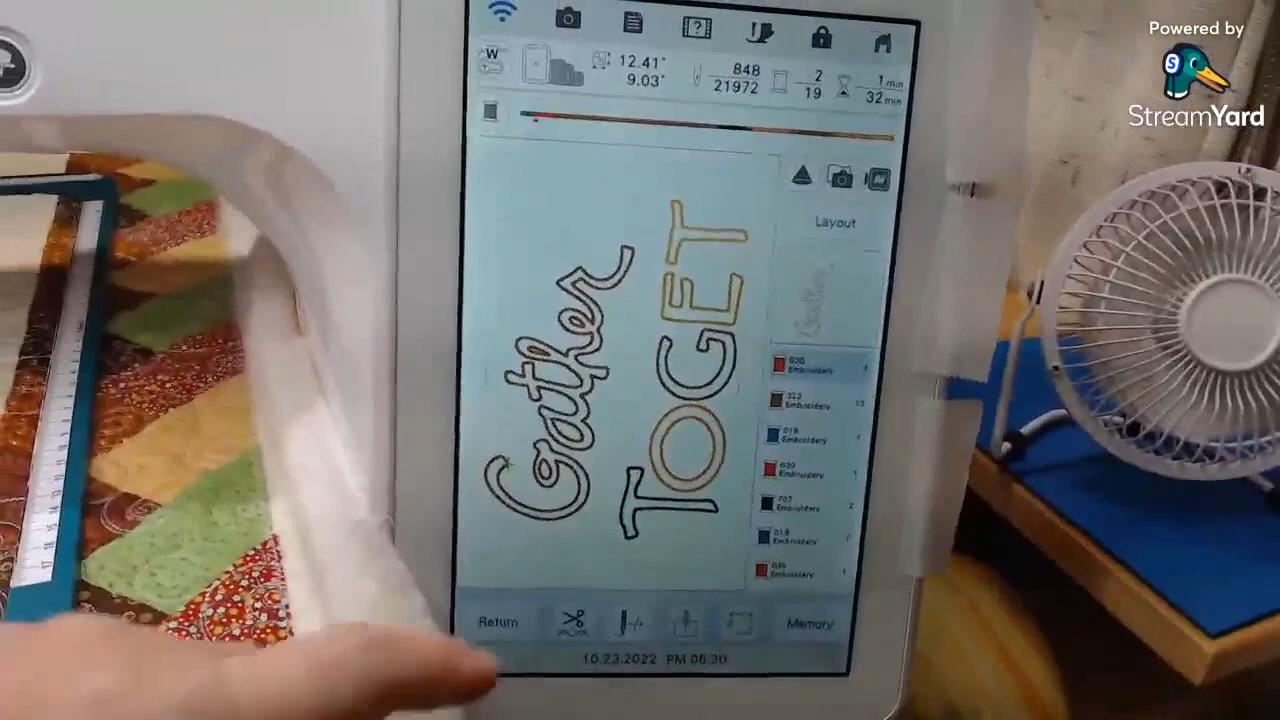 Powered by
StreamYard
W
12.41"
9.03"
848
21972
2
19
1 min
32 min
Layout
Gather
TOGET
Embroidery
Embroidery
019
Embroidery
Embroidery
Embroidery
Embroidery
Embroidery
Return
Memory
10.23.2022 PM 06:30